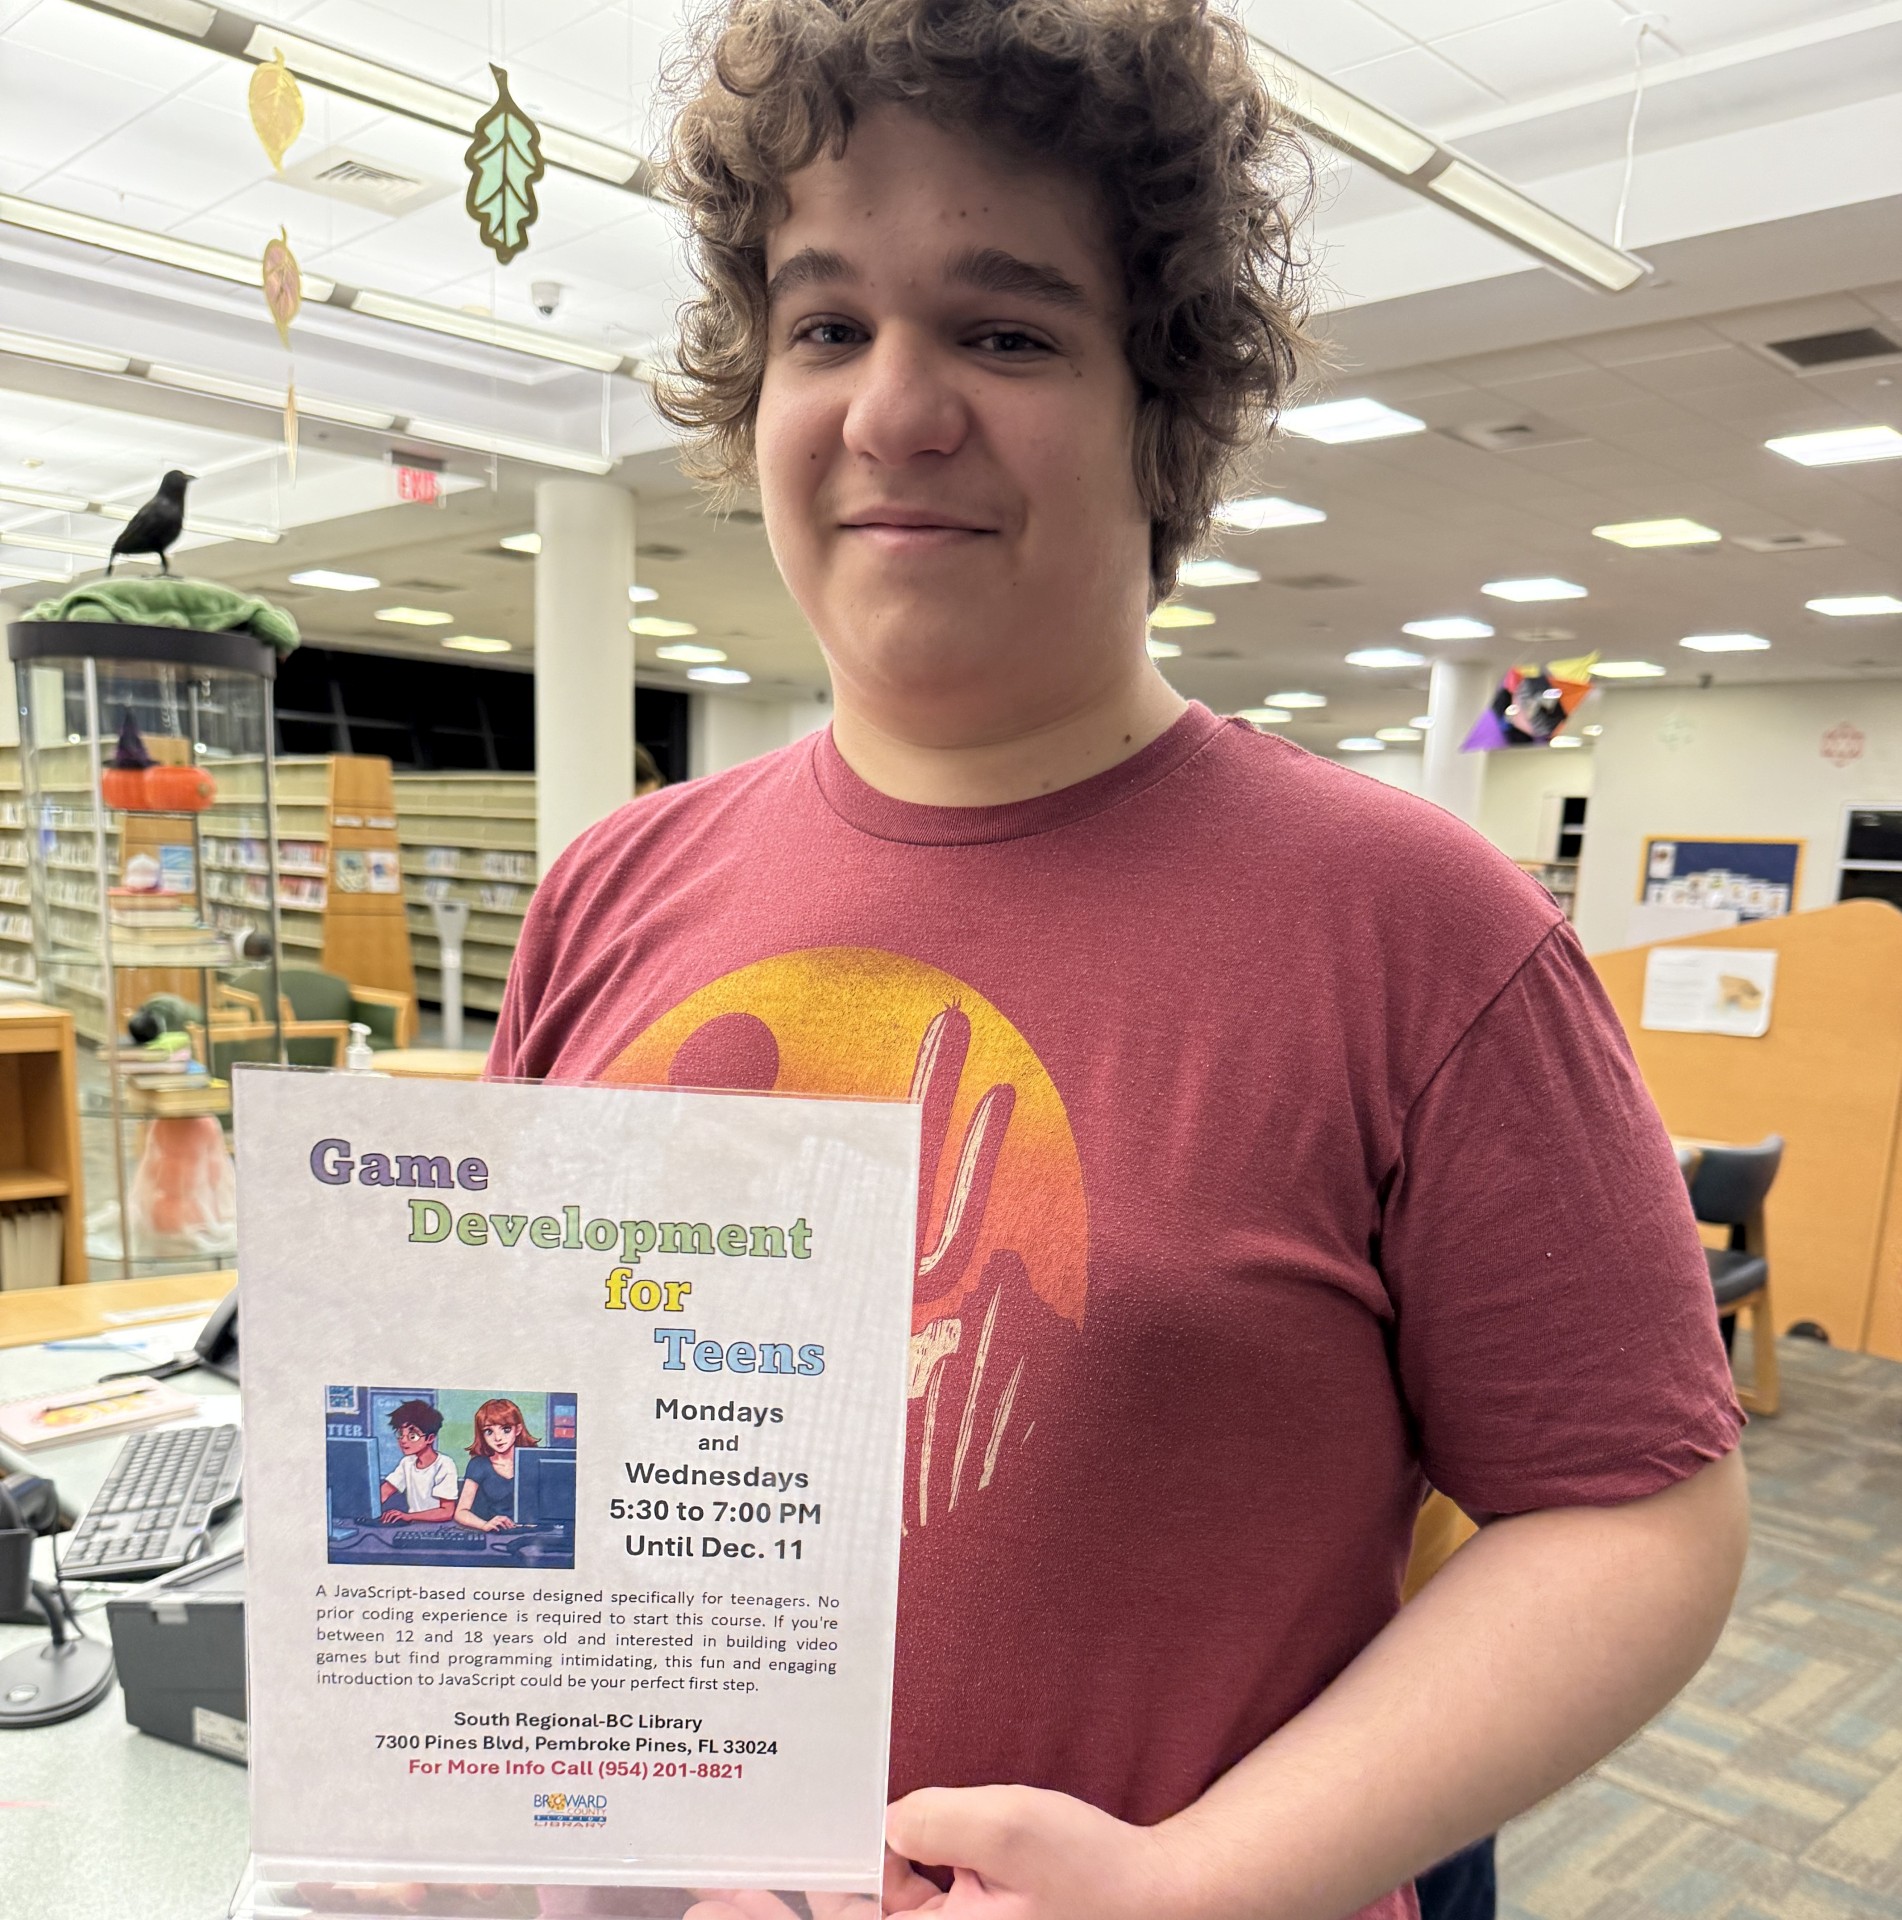 EXIT
Game
Development
for
Teens
TTER
Mondays
and
Wednesdays
5:30 to 7:00 PM
Until Dec. 11
A JavaScript-based course designed specifically for teenagers. No
prior coding experience is required to start this course. If you're
between 12 and 18 years old and interested in building video
games but find programming intimidating, this fun and engaging
introduction to JavaScript could be your perfect first step.
South Regional-BC Library
7300 Pines Blvd, Pembroke Pines, FL 33024
For More Info Call (954) 201-8821
BROWARD
COUNTY
FLORIDA
LIBRARY